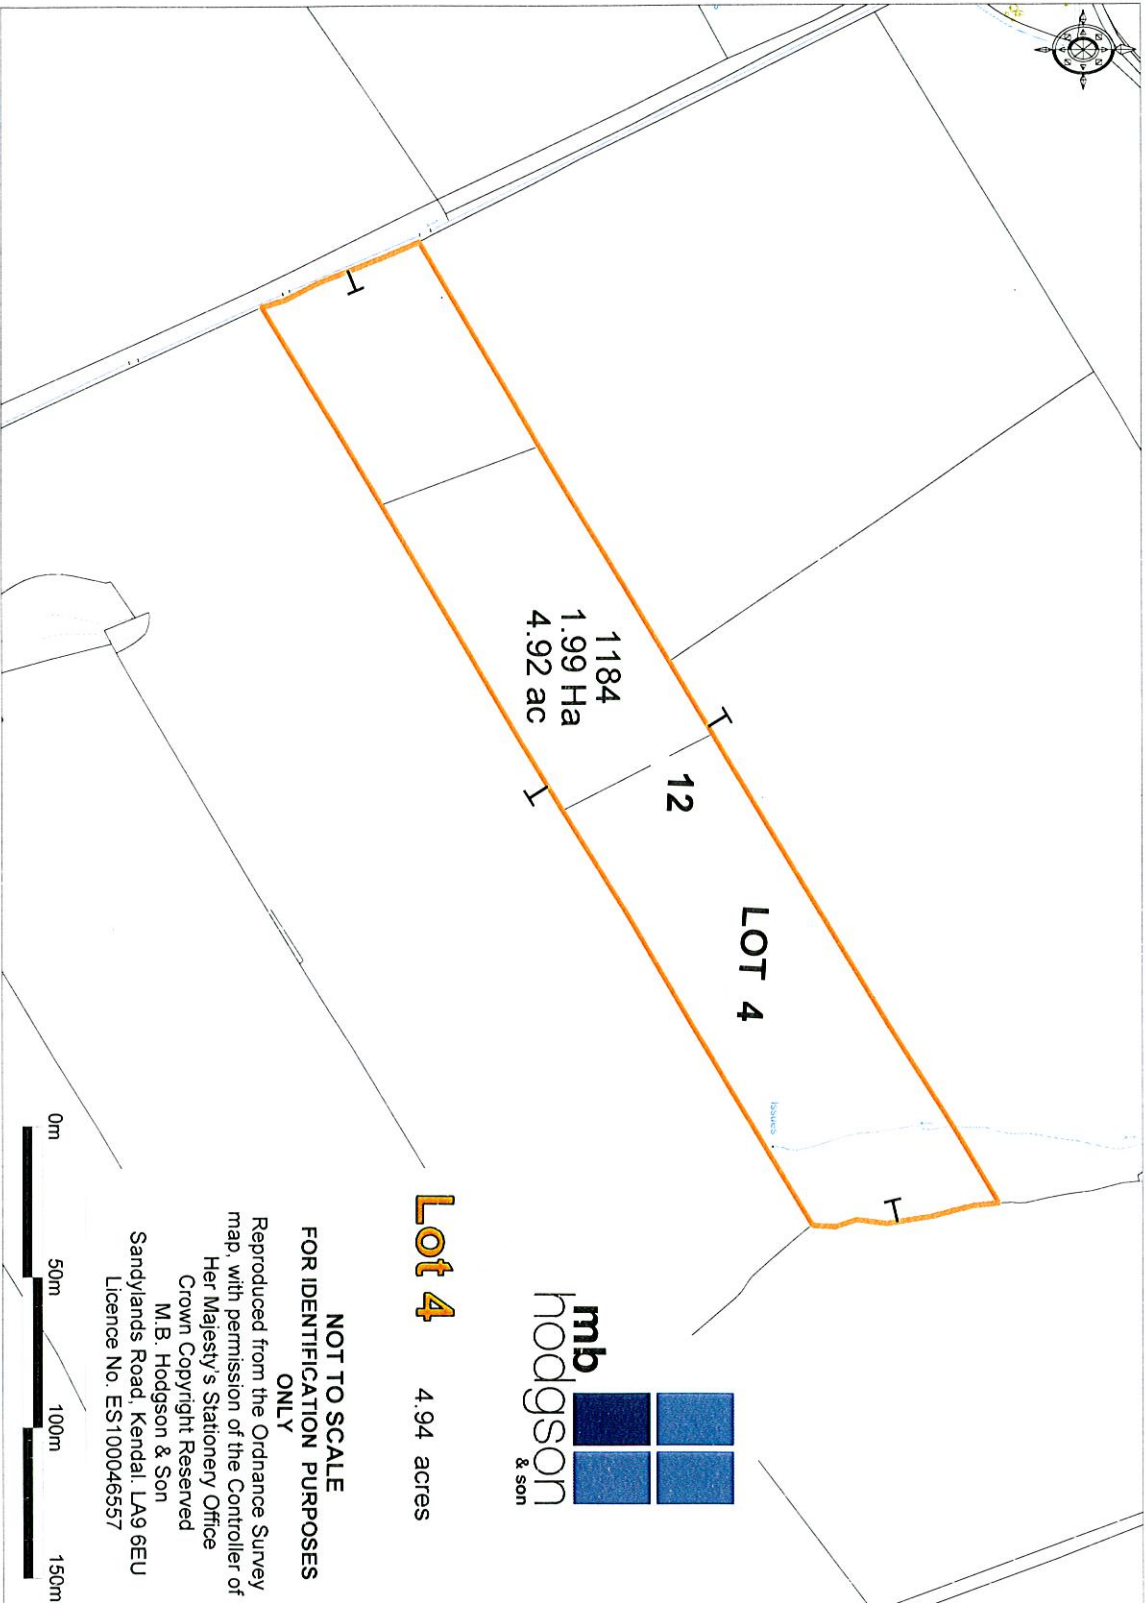 1184
1.99 Ha
4.92 ac
12
LOT 4
Issues
mb
hodgson
& son
Lot 4 4.94 acres
NOT TO SCALE
FOR IDENTIFICATION PURPOSES
ONLY
Reproduced from the Ordnance Survey
map, with permission of the Controller of
Her Majesty's Stationery Office
Crown Copyright Reserved
M.B. Hodgson & Son
Sandylands Road, Kendal. LA9 6EU
Licence No. ES100046557
0m 50m 100m 150m